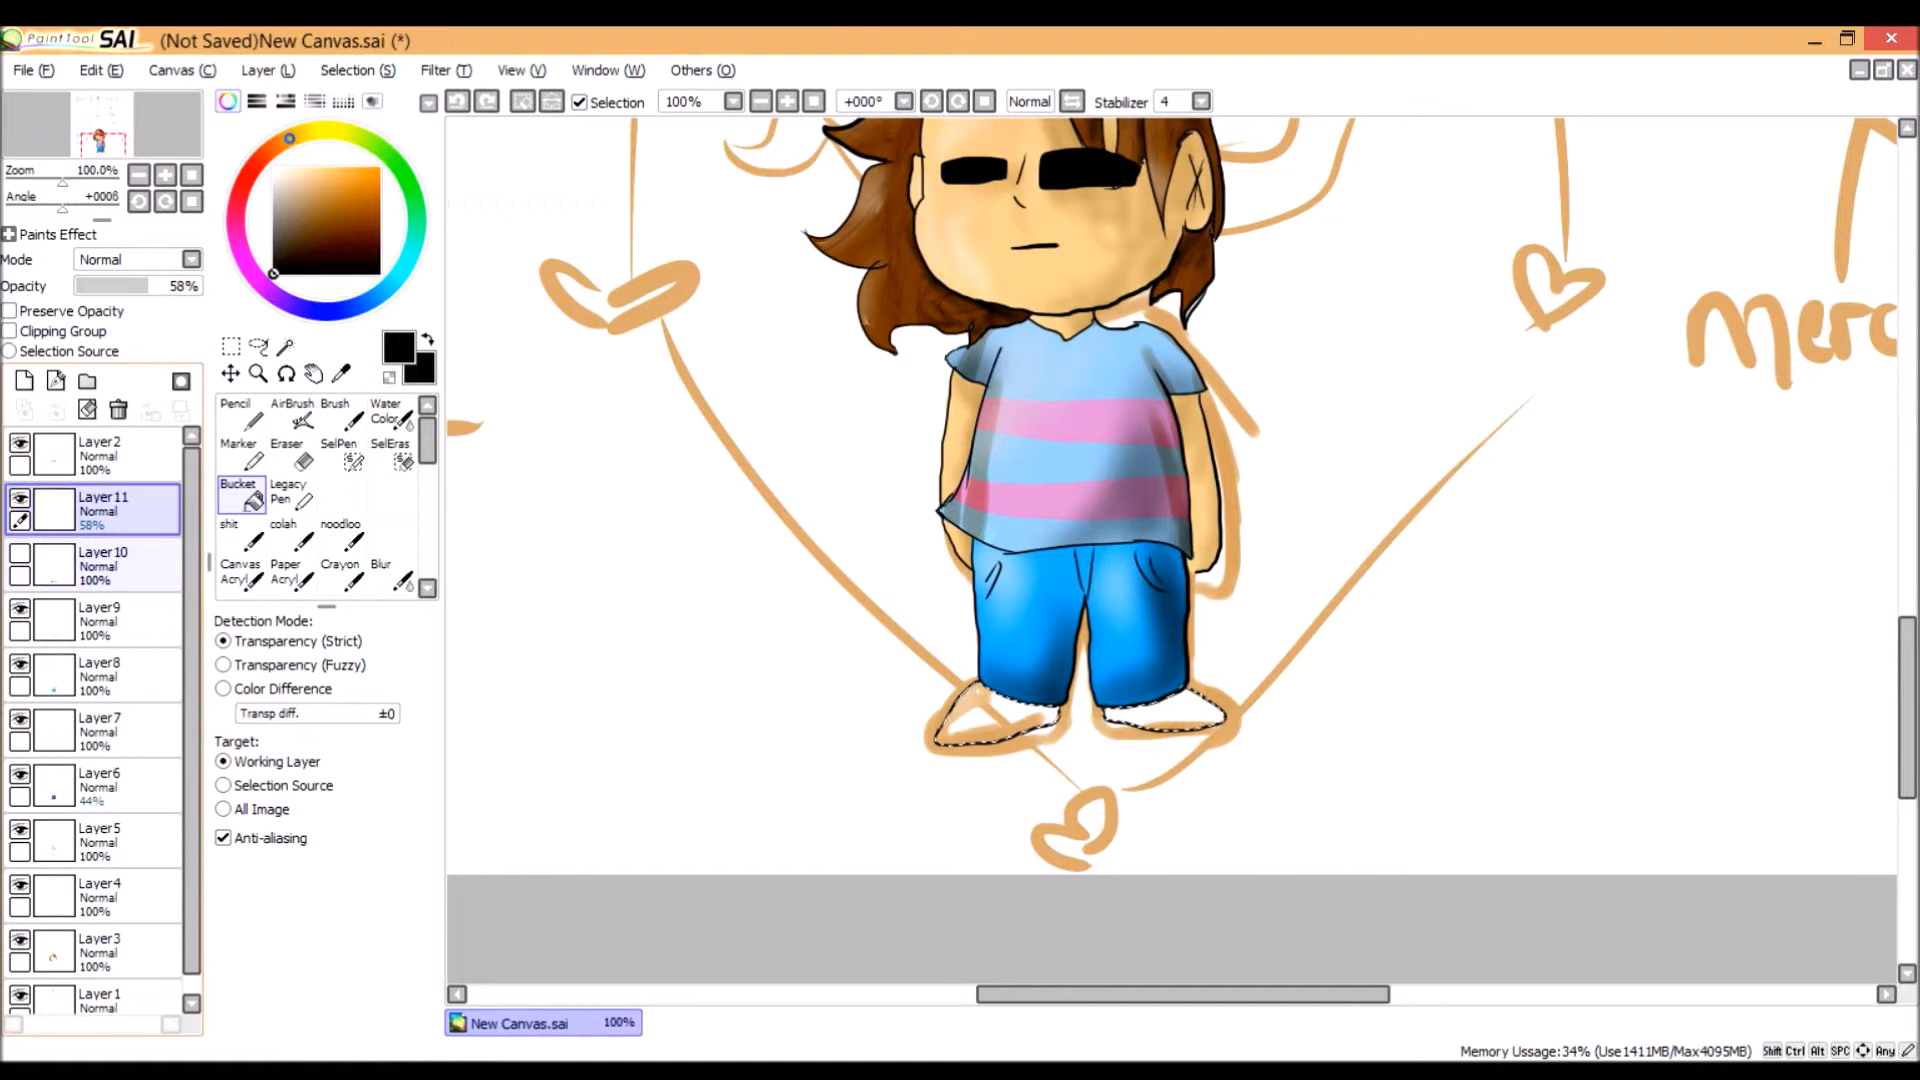 PaintTool SAI (Not Saved)New Canvas.sai (*)
File (F) Edit (E) Canvas (C) Layer (L) Selection (S) Filter (T) View (V) Window (W) Others (O)
Selection 100% +000° Normal Stabilizer 4
Zoom 100.0%
Angle
Paints Effect
Mode Normal
Opacity 58%
Preserve Opacity
Clipping Group
Selection Source
Layer2
Normal
100%
Layer11
Normal
58%
Layer10
Normal
100%
Layer9
Normal
100%
Layer8
Normal
100%
Layer7
Normal
100%
Layer6
Normal
44%
Layer5
Normal
100%
Layer4
Normal
100%
Layer3
Normal
100%
Layer1
Normal
Pencil AirBrush Brush Water Color
Marker Eraser SelPen SelEras
Bucket Legacy Pen
shit colah noodloo
Canvas Acryl Paper Acryl Crayon Blur
Detection Mode:
Transparency (Strict)
Transparency (Fuzzy)
Color Difference
Transp diff. ±0
Target:
Working Layer
Selection Source
All Image
Anti-aliasing
Merc
New Canvas.sai 100%
Memory Ussage:34% (Use1411MB/Max4095MB) Shift Ctrl Alt SPC Any